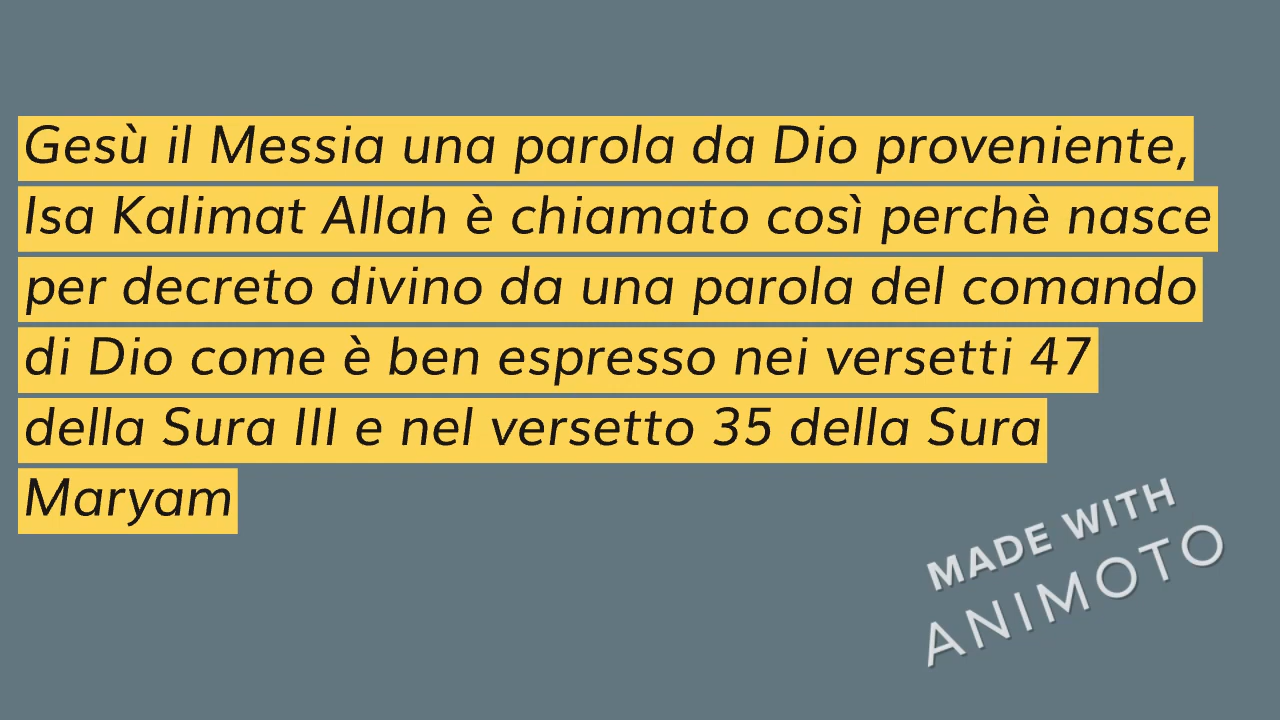 Gesù il Messia una parola da Dio proveniente,
Isa Kalimat Allah è chiamato così perchè nasce
per decreto divino da una parola del comando
di Dio come è ben espresso nei versetti 47
della Sura III e nel versetto 35 della Sura
Maryam
MADE WITH
ANIMOTO